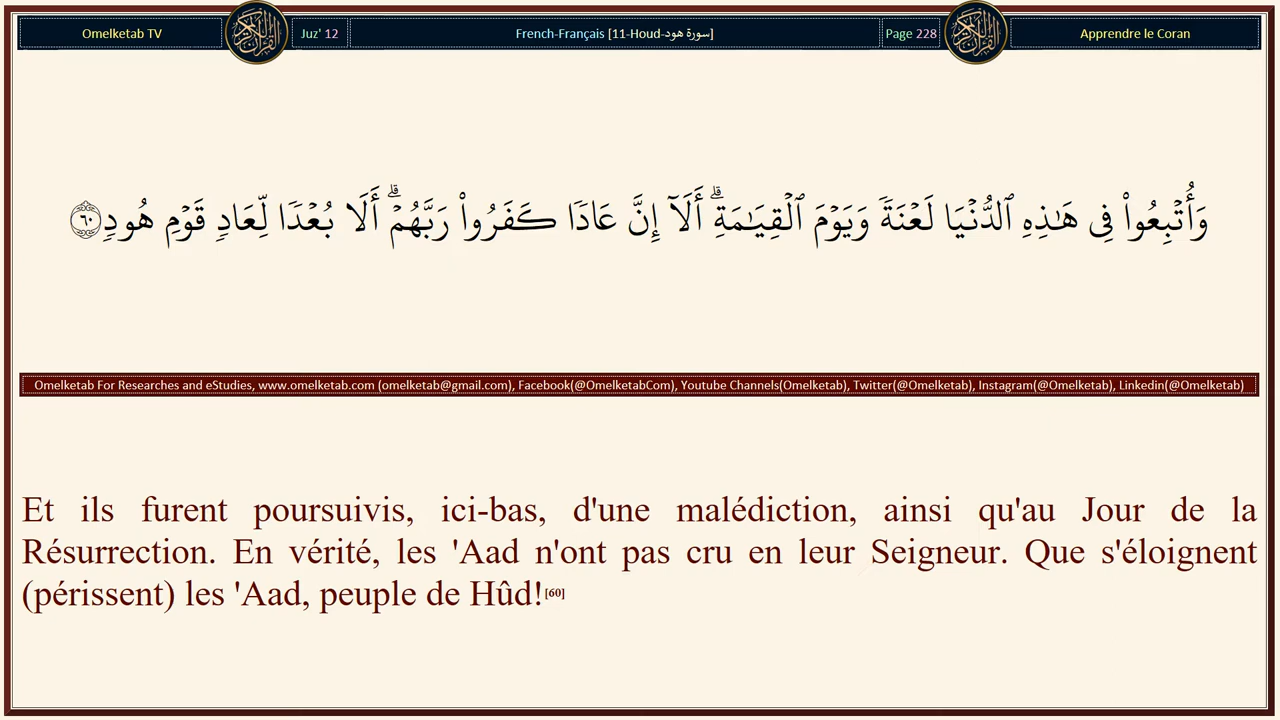 Omelketab TV
Juz' 12
French-Français [11-Houd-سورة هود]
Page 228
Apprendre le Coran
وَأُتۡبِعُواْ فِي هَٰذِهِ ٱلدُّنۡيَا لَعۡنَةٗ وَيَوۡمَ ٱلۡقِيَٰمَةِۗ أَلَآ إِنَّ عَادٗا كَفَرُواْ رَبَّهُمۡۗ أَلَا بُعۡدٗا لِّعَادٖ قَوۡمِ هُودٖ ٦٠
Omelketab For Researches and eStudies, www.omelketab.com (omelketab@gmail.com), Facebook(@OmelketabCom), Youtube Channels(Omelketab), Twitter(@Omelketab), Instagram(@Omelketab), Linkedin(@Omelketab)
Et ils furent poursuivis, ici-bas, d'une malédiction, ainsi qu'au Jour de la
Résurrection. En vérité, les 'Aad n'ont pas cru en leur Seigneur. Que s'éloignent
(périssent) les 'Aad, peuple de Hûd![60]